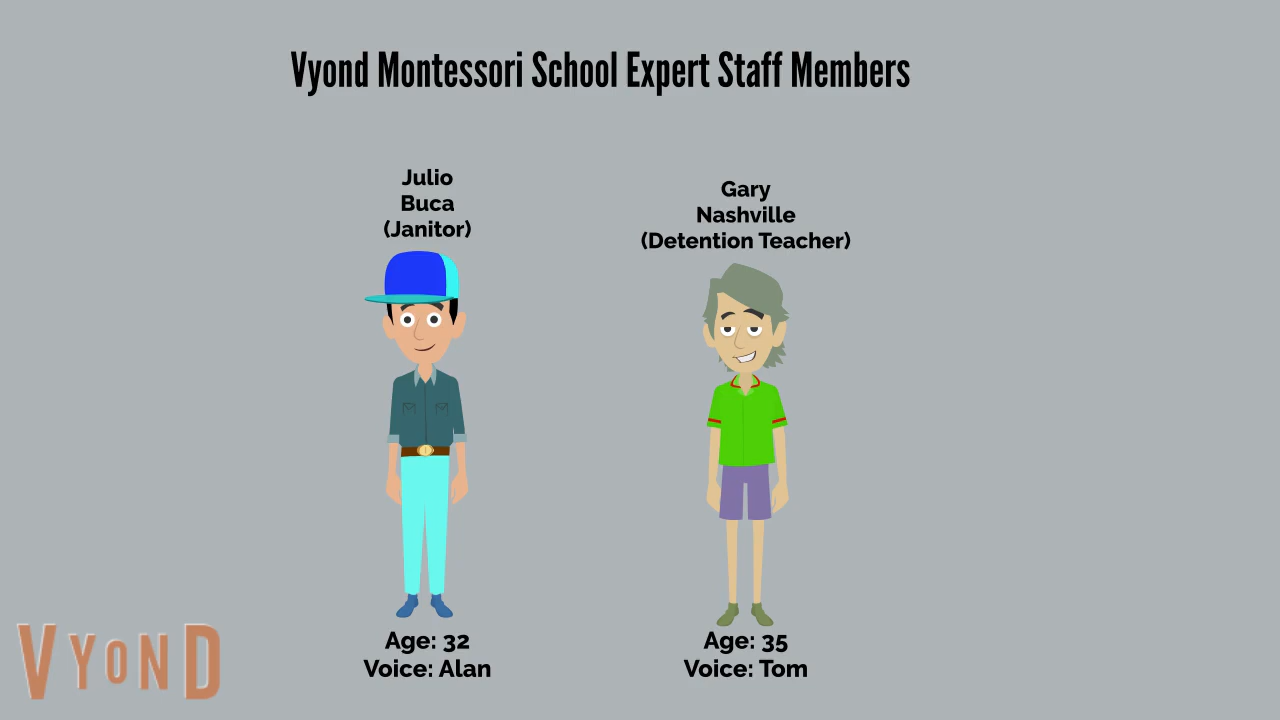 Vyond Montessori School Expert Staff Members
Julio
Buca
(Janitor)
Gary
Nashville
(Detention Teacher)
Age: 32
Voice: Alan
Age: 35
Voice: Tom
VYOND